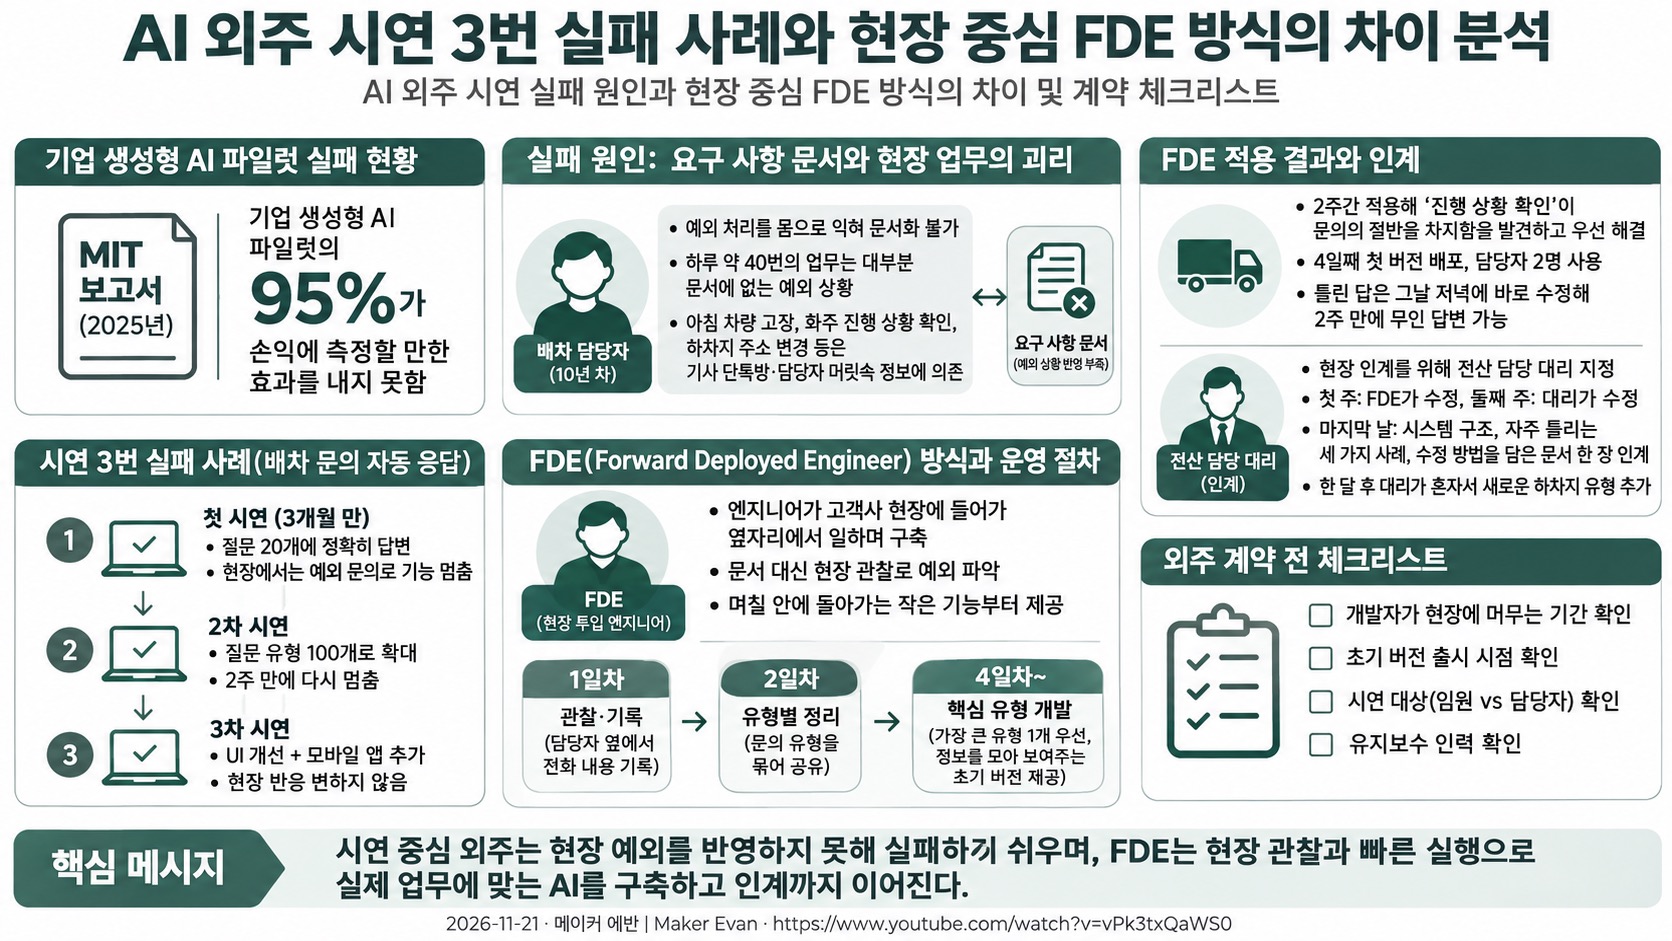 AI 외주 시연 3번 실패 사례와 현장 중심 FDE 방식의 차이 분석
AI 외주 시연 실패 원인과 현장 중심 FDE 방식의 차이 및 계약 체크리스트
기업 생성형 AI 파일럿 실패 현황
MIT
보고서
(2025년)
기업 생성형 AI
파일럿의
95%가
손익에 측정할 만한
효과를 내지 못함
시연 3번 실패 사례(배차 문의 자동 응답)
1
첫 시연 (3개월 만)
• 질문 20개에 정확히 답변
• 현장에서는 예외 문의로 기능 멈춤
2
2차 시연
• 질문 유형 100개로 확대
• 2주 만에 다시 멈춤
3
3차 시연
• UI 개선 + 모바일 앱 추가
• 현장 반응 변하지 않음
실패 원인: 요구 사항 문서와 현장 업무의 괴리
배차 담당자
(10년 차)
• 예외 처리를 몸으로 익혀 문서화 불가
• 하루 약 40번의 업무는 대부분
문서에 없는 예외 상황
• 아침 차량 고장, 화주 진행 상황 확인,
하차지 주소 변경 등은
기사 단톡방·담당자 머릿속 정보에 의존
요구 사항 문서
(예외 상황 반영 부족)
FDE(Forward Deployed Engineer) 방식과 운영 절차
FDE
(현장 투입 엔지니어)
• 엔지니어가 고객사 현장에 들어가
옆자리에서 일하며 구축
• 문서 대신 현장 관찰로 예외 파악
• 며칠 안에 돌아가는 작은 기능부터 제공
1일차
관찰·기록
(담당자 옆에서
전화 내용 기록)
2일차
유형별 정리
(문의 유형을
묶어 공유)
4일차~
핵심 유형 개발
(가장 큰 유형 1개 우선,
정보를 모아 보여주는
초기 버전 제공)
FDE 적용 결과와 인계
• 2주간 적용해 ‘진행 상황 확인’이
문의의 절반을 차지함을 발견하고 우선 해결
• 4일째 첫 버전 배포, 담당자 2명 사용
• 틀린 답은 그날 저녁에 바로 수정해
2주 만에 무인 답변 가능
전산 담당 대리
(인계)
• 현장 인계를 위해 전산 담당 대리 지정
• 첫 주: FDE가 수정, 둘째 주: 대리가 수정
• 마지막 날: 시스템 구조, 자주 틀리는
세 가지 사례, 수정 방법을 담은 문서 한 장 인계
• 한 달 후 대리가 혼자서 새로운 하차지 유형 추가
외주 계약 전 체크리스트
개발자가 현장에 머무는 기간 확인
초기 버전 출시 시점 확인
시연 대상(임원 vs 담당자) 확인
유지보수 인력 확인
핵심 메시지
시연 중심 외주는 현장 예외를 반영하지 못해 실패하기 쉬우며, FDE는 현장 관찰과 빠른 실행으로
실제 업무에 맞는 AI를 구축하고 인계까지 이어진다.
2026-11-21 · 메이커 에반 | Maker Evan · https://www.youtube.com/watch?v=vPk3txQaWS0